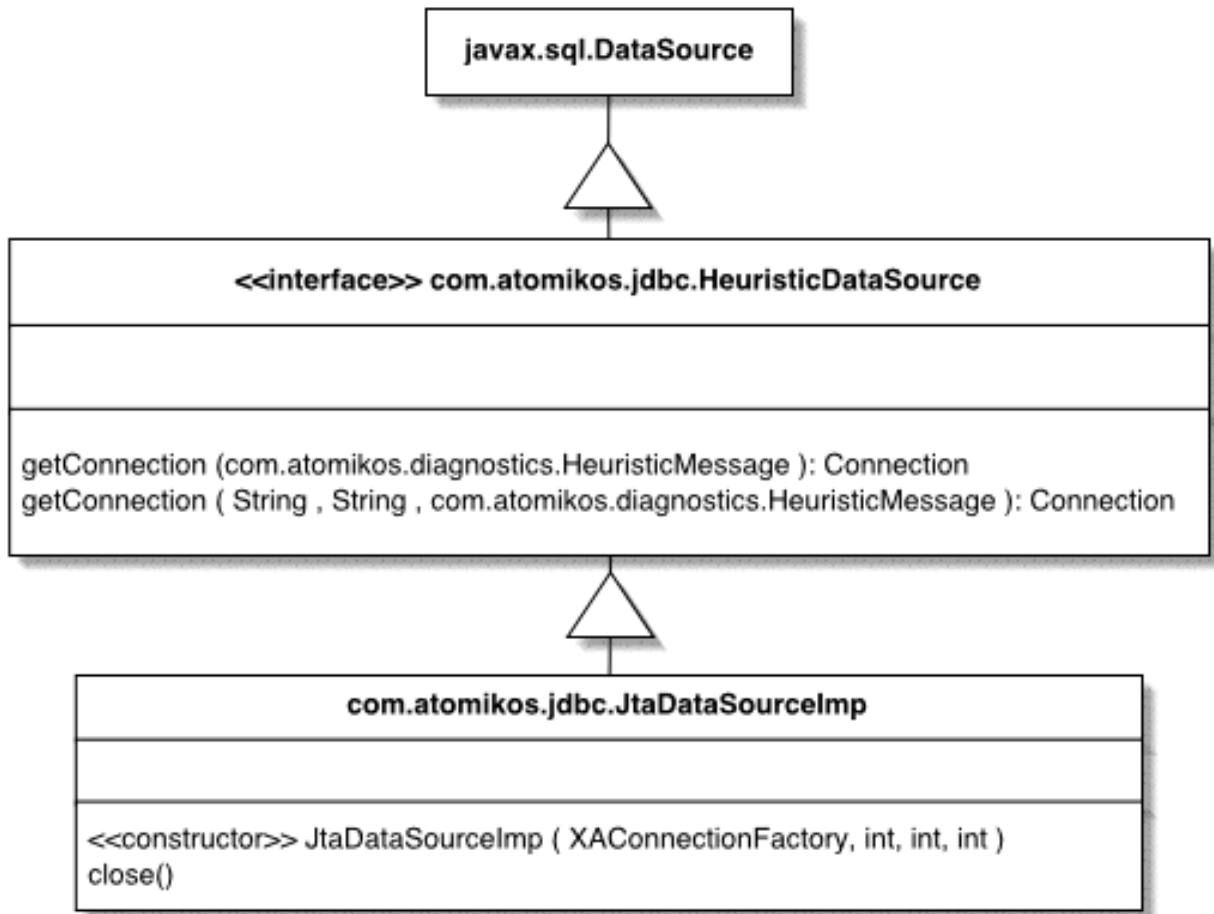 javax.sql.DataSource
<<interface>> com.atomikos.jdbc.HeuristicDataSource
getConnection (com.atomikos.diagnostics.HeuristicMessage ): Connection
getConnection ( String , String , com.atomikos.diagnostics.HeuristicMessage ): Connection
com.atomikos.jdbc.JtaDataSourceImp
<<constructor>> JtaDataSourceImp ( XAConnectionFactory, int, int, int )
close()